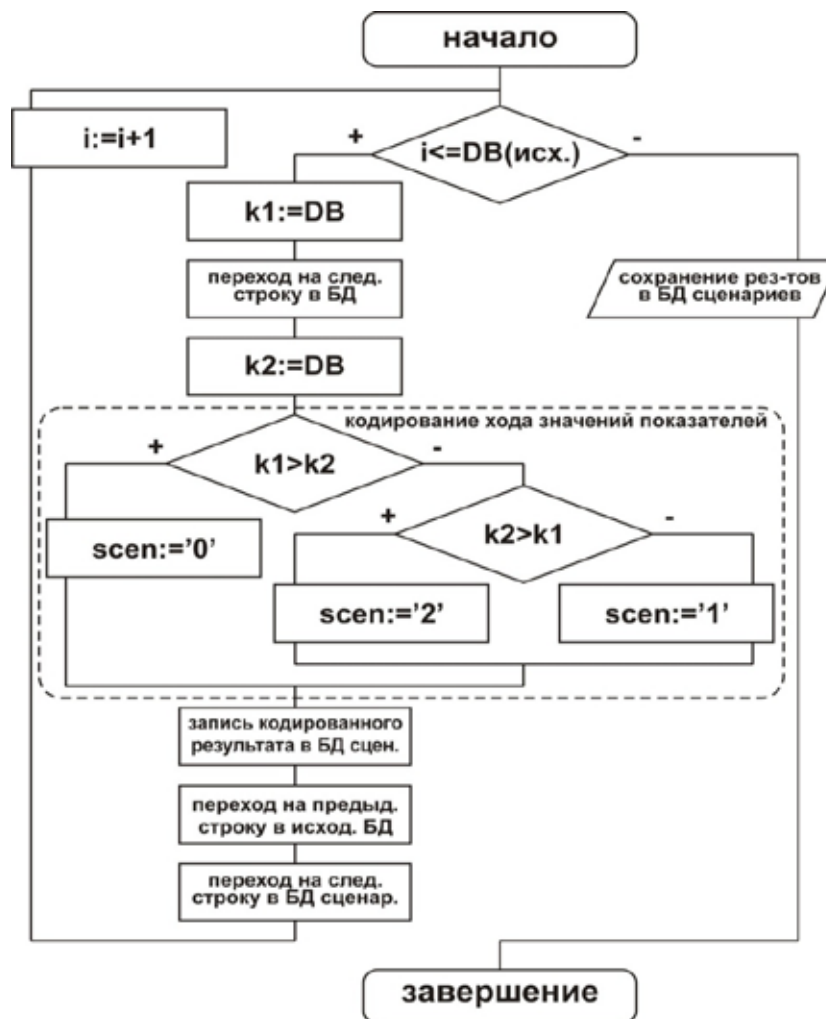 начало
i:=i+1
+
i<=DB(исх.)
-
k1:=DB
переход на след.
строку в БД
сохранение рез-тов
в БД сценариев
k2:=DB
кодирование хода значений показателей
+
k1>k2
-
scen:='0'
+
k2>k1
-
scen:='2'
scen:='1'
запись кодированного
результата в БД сцен.
переход на предыд.
строку в исход. БД
переход на след.
строку в БД сценар.
завершение